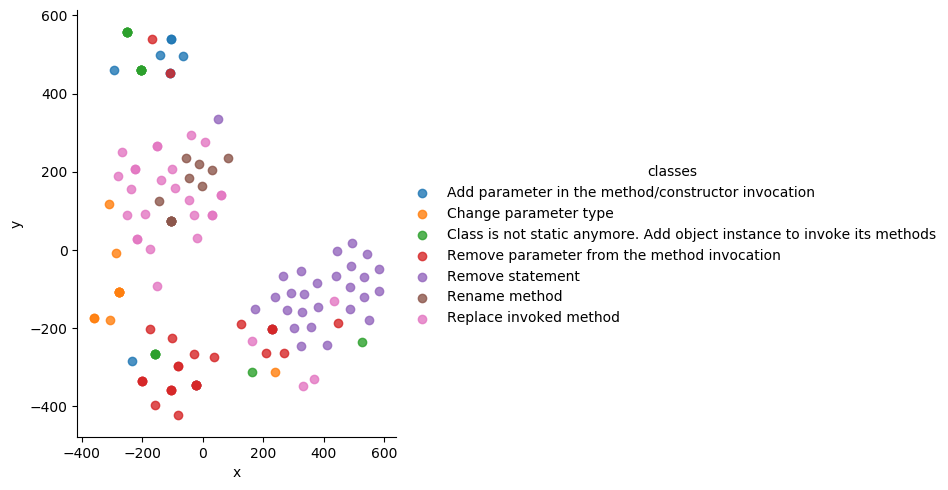 600
400
200
0
−200
−400
y
−400
−200
0
200
400
600
x
classes
Add parameter in the method/constructor invocation
Change parameter type
Class is not static anymore. Add object instance to invoke its methods
Remove parameter from the method invocation
Remove statement
Rename method
Replace invoked method